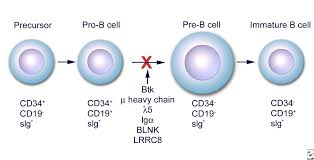 Precursor
Pro-B cell
Pre-B cell
Immature B cell
X
CD34⁺
CD19⁻
sIg⁻
CD34⁺
CD19⁺
sIg⁻
Btk
μ heavy chain
λ5
Igα
BLNK
LRRC8
CD34⁻
CD19⁺
sIg⁻
CD34⁻
CD19⁺
sIg⁺